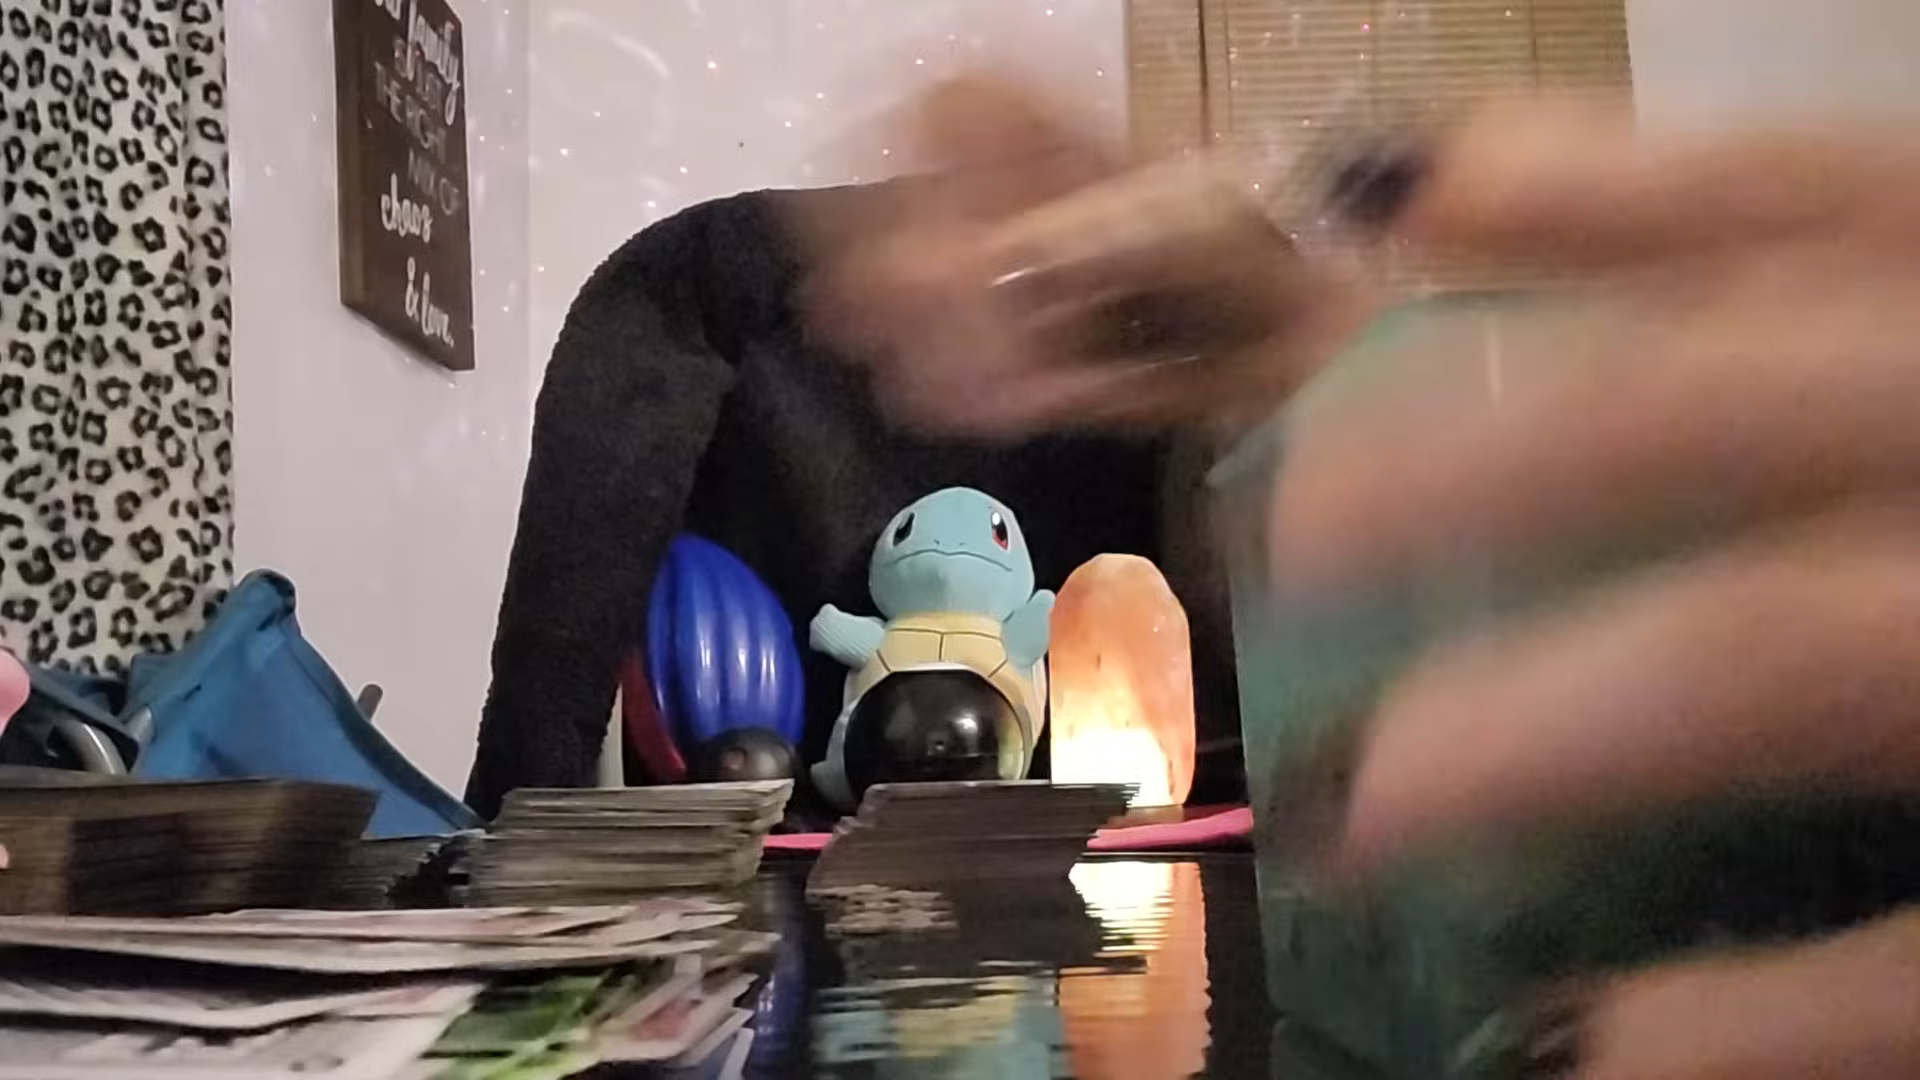 family
THE RIGHT
MIX OF
chaos
& love.